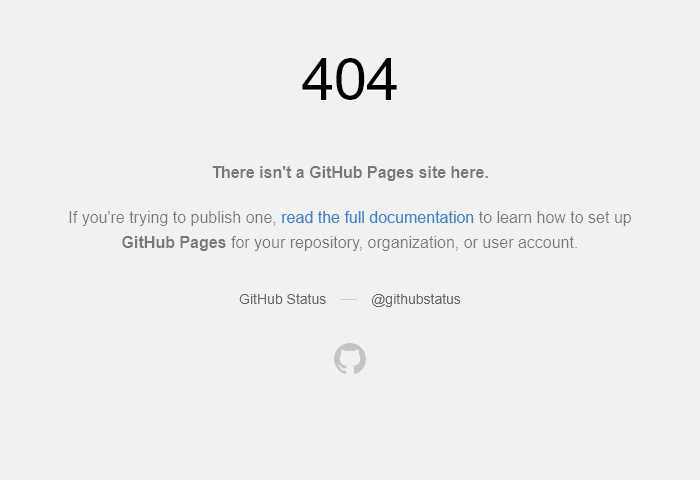 404
There isn't a GitHub Pages site here.
If you're trying to publish one, read the full documentation to learn how to set up
GitHub Pages for your repository, organization, or user account.
GitHub Status — @githubstatus